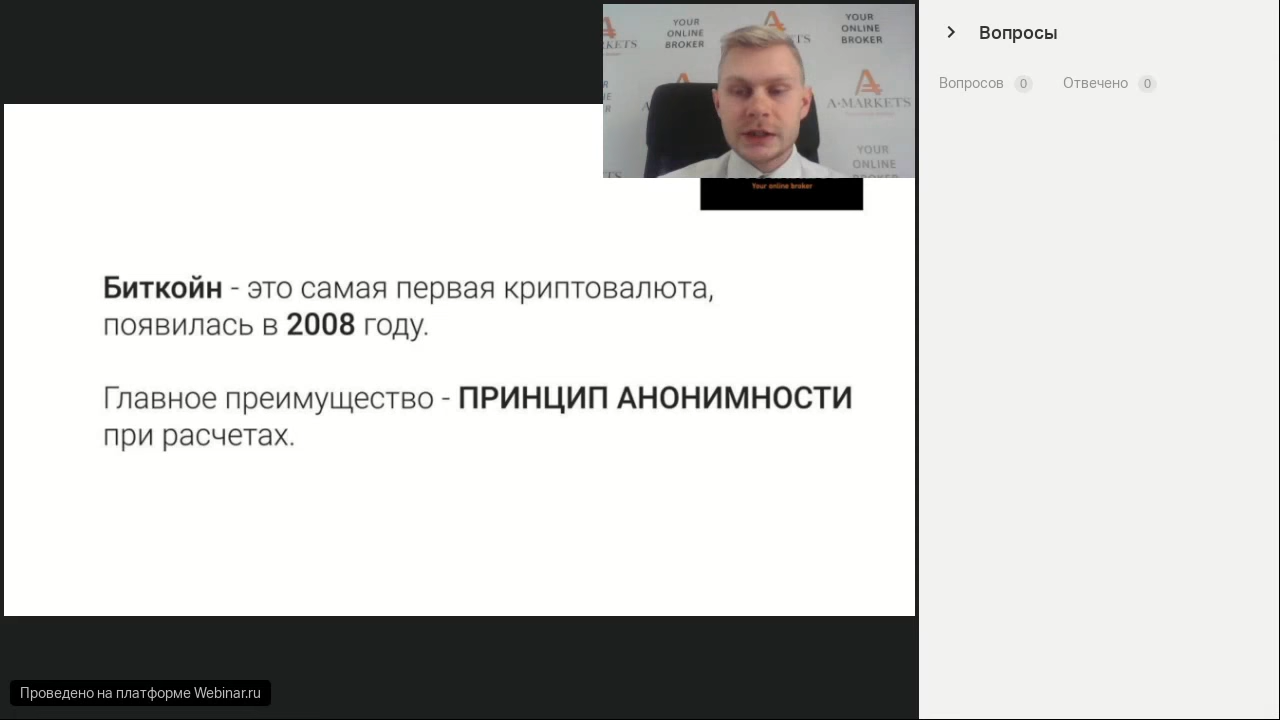 YOUR
ONLINE
BROKER
YOUR
ONLINE
BROKER
A MARKETS
YOUR
ONLINE
BROKER
Your online broker
Биткойн - это самая первая криптовалюта,
появилась в 2008 году.
Главное преимущество - ПРИНЦИП АНОНИМНОСТИ
при расчетах.
Проведено на платформе Webinar.ru
Вопросы
Вопросов 0 Отвечено 0